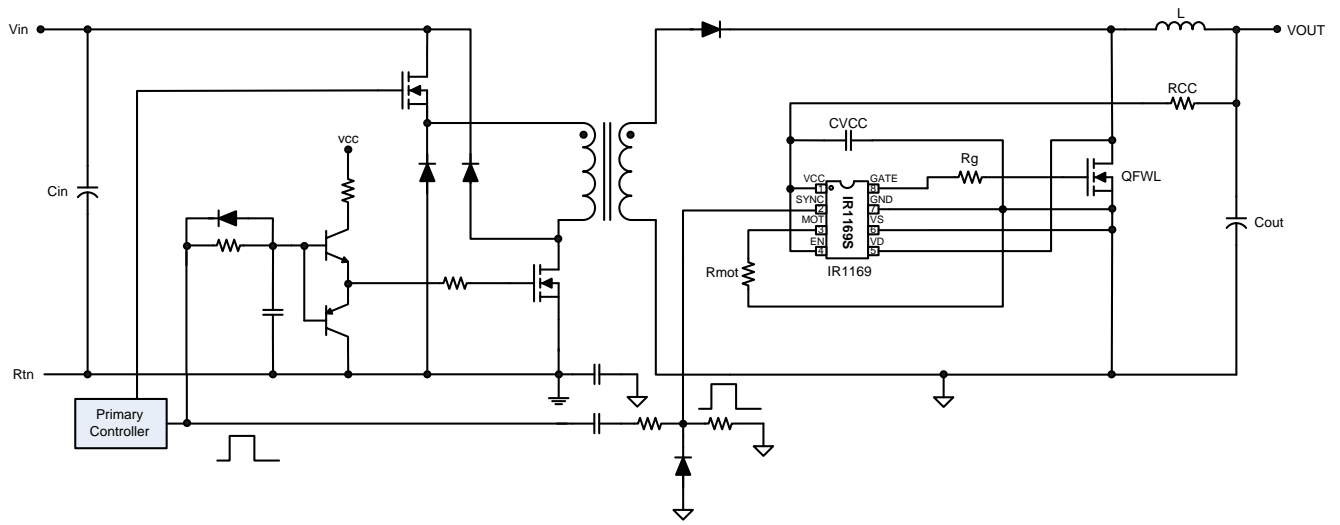 Vin
L
VOUT
RCC
CVCC
vcc
Rg
QFWL
Cin
VCC
1
8
GATE
SYNC
2
7
GND
MOT
3
6
VS
EN
4
5
VD
IR1169S
IR1169
Rmot
Cout
Rtn
Primary
Controller